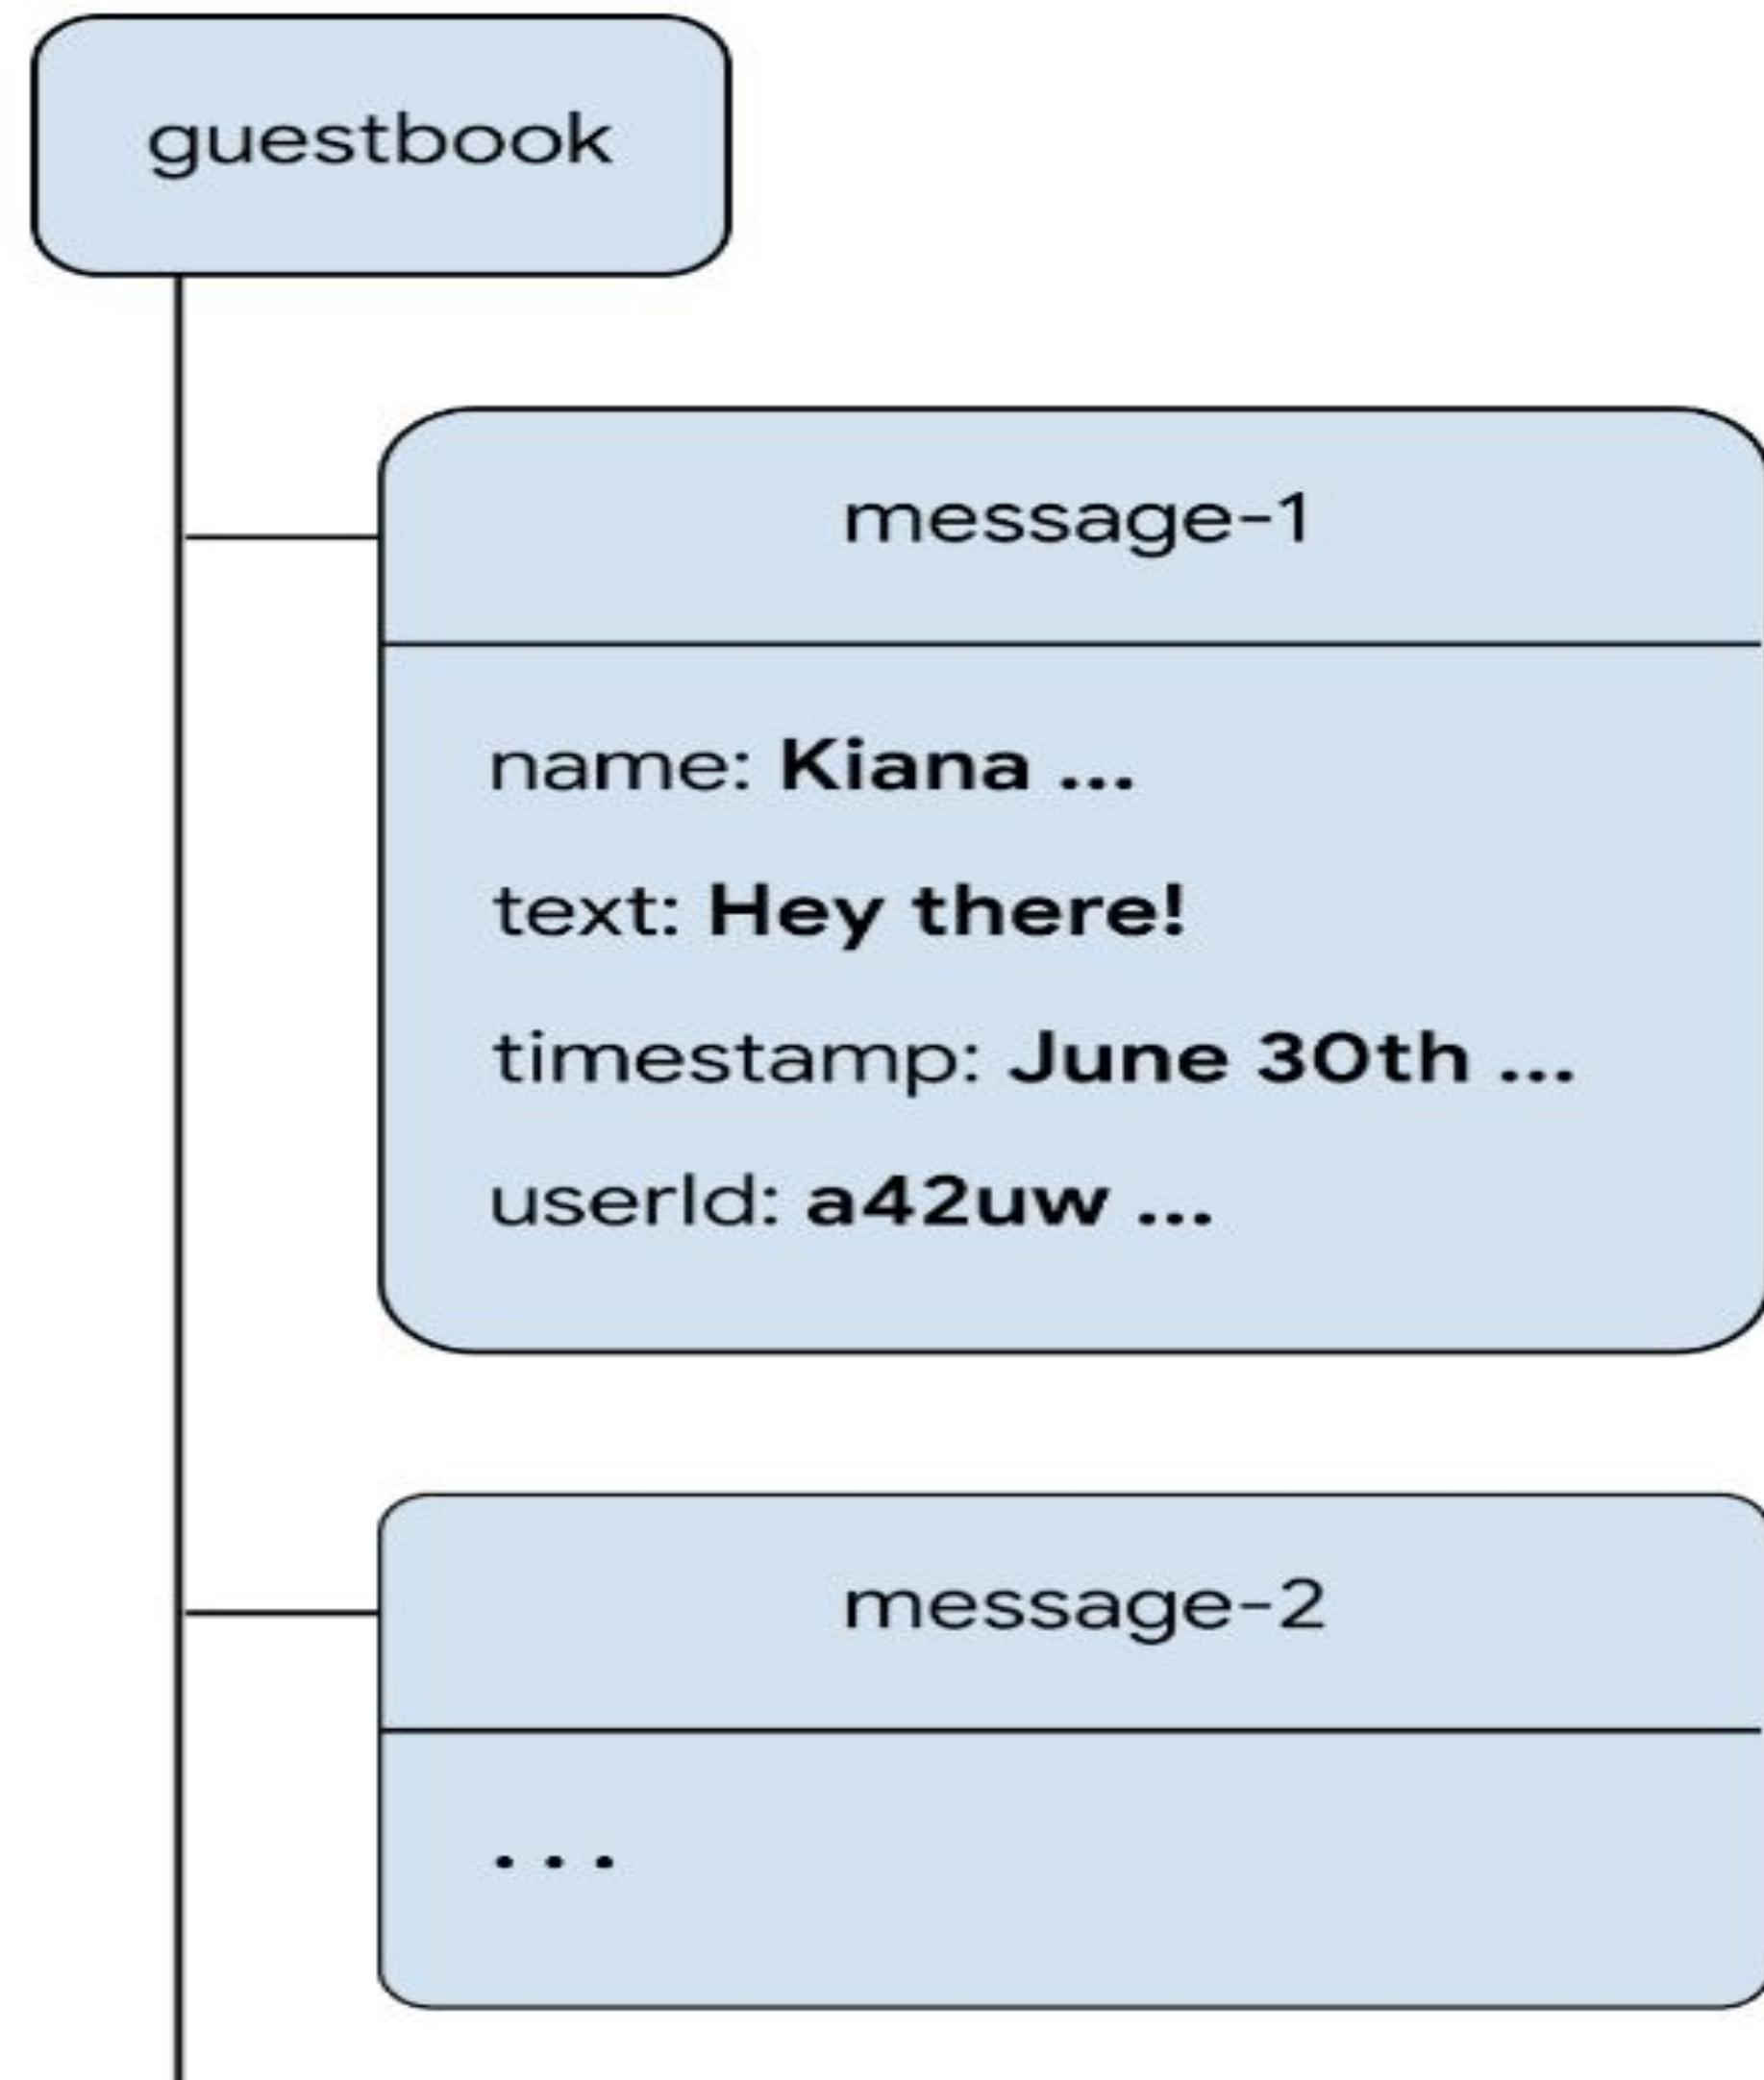 guestbook
message-1
name: Kiana ...
text: Hey there!
timestamp: June 30th ...
userId: a42uw ...
message-2
...